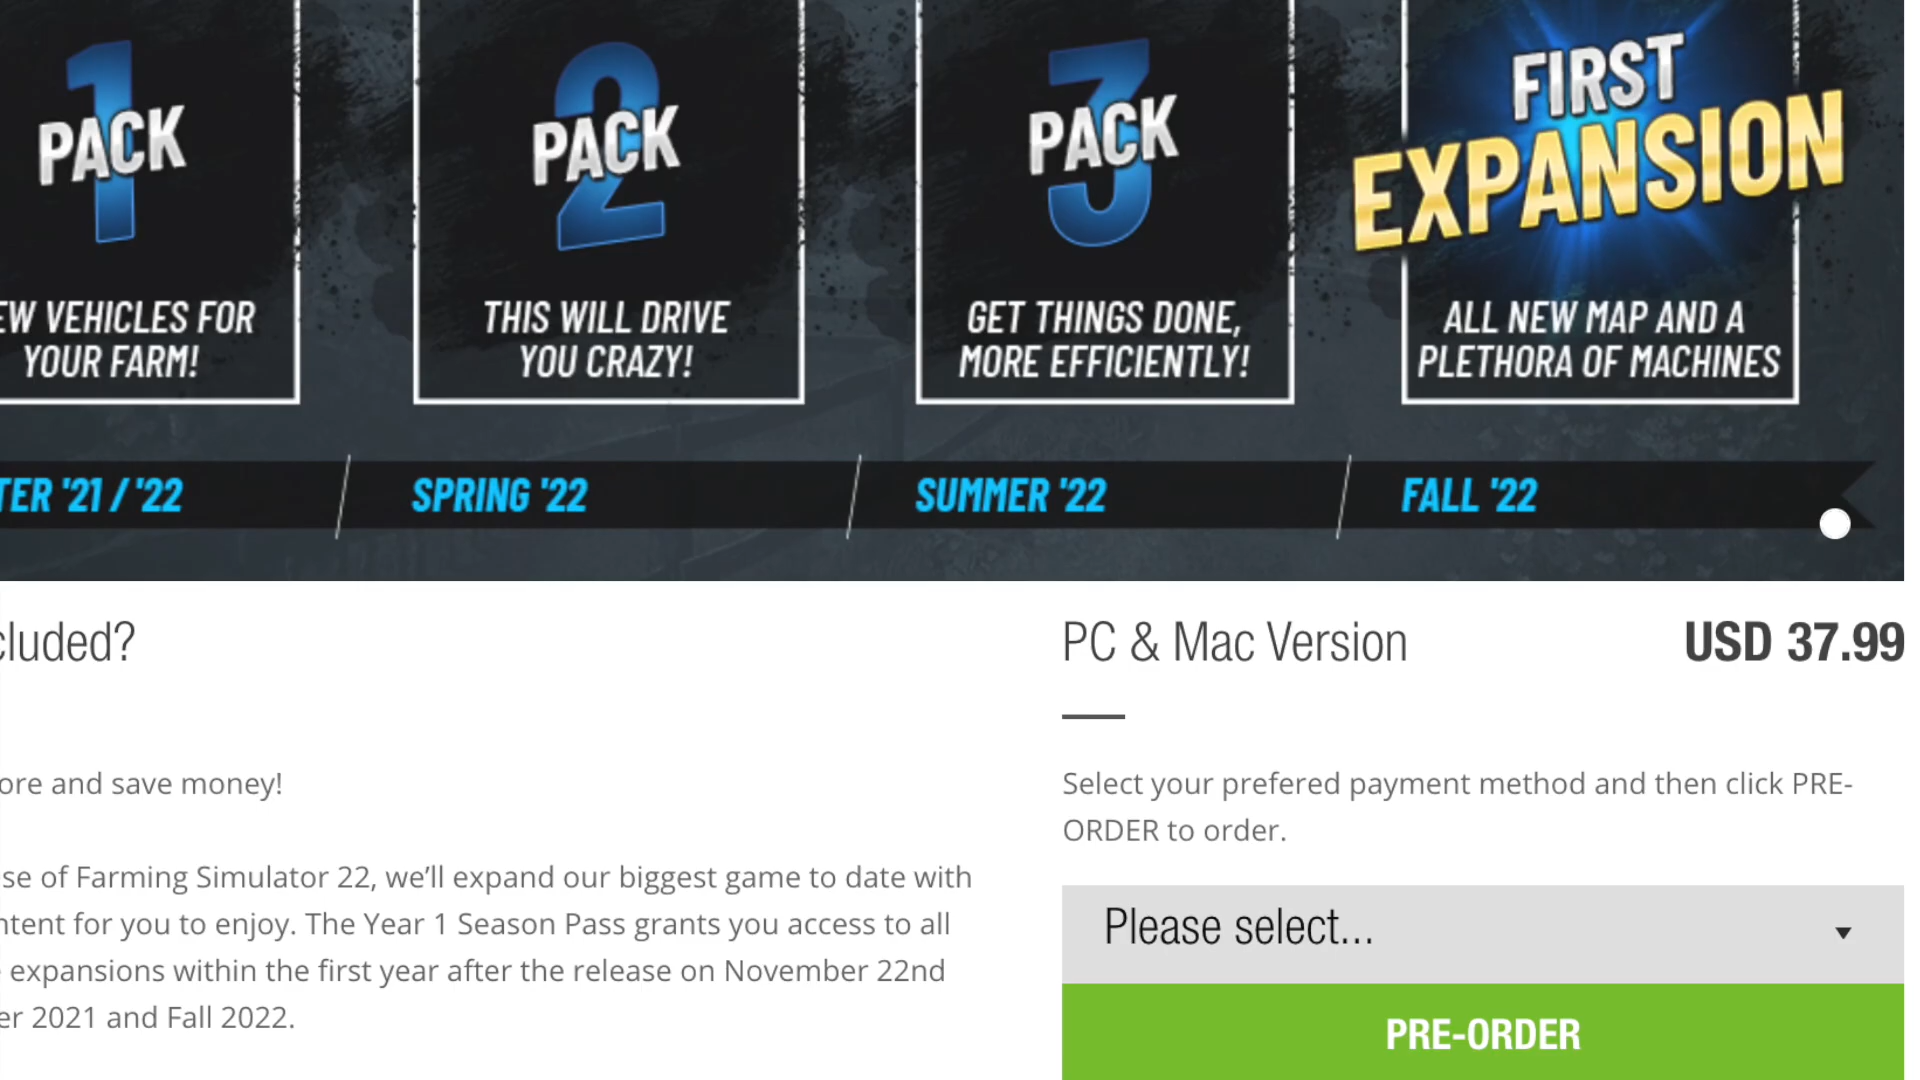 1
PACK
EW VEHICLES FOR
YOUR FARM!
2
PACK
THIS WILL DRIVE
YOU CRAZY!
3
PACK
GET THINGS DONE,
MORE EFFICIENTLY!
FIRST
EXPANSION
ALL NEW MAP AND A
PLETHORA OF MACHINES
TER '21 / '22
SPRING '22
SUMMER '22
FALL '22
cluded?
ore and save money!
se of Farming Simulator 22, we'll expand our biggest game to date with
ntent for you to enjoy. The Year 1 Season Pass grants you access to all
expansions within the first year after the release on November 22nd
er 2021 and Fall 2022.
PC & Mac Version
USD 37.99
Select your prefered payment method and then click PRE-
ORDER to order.
Please select...
PRE-ORDER